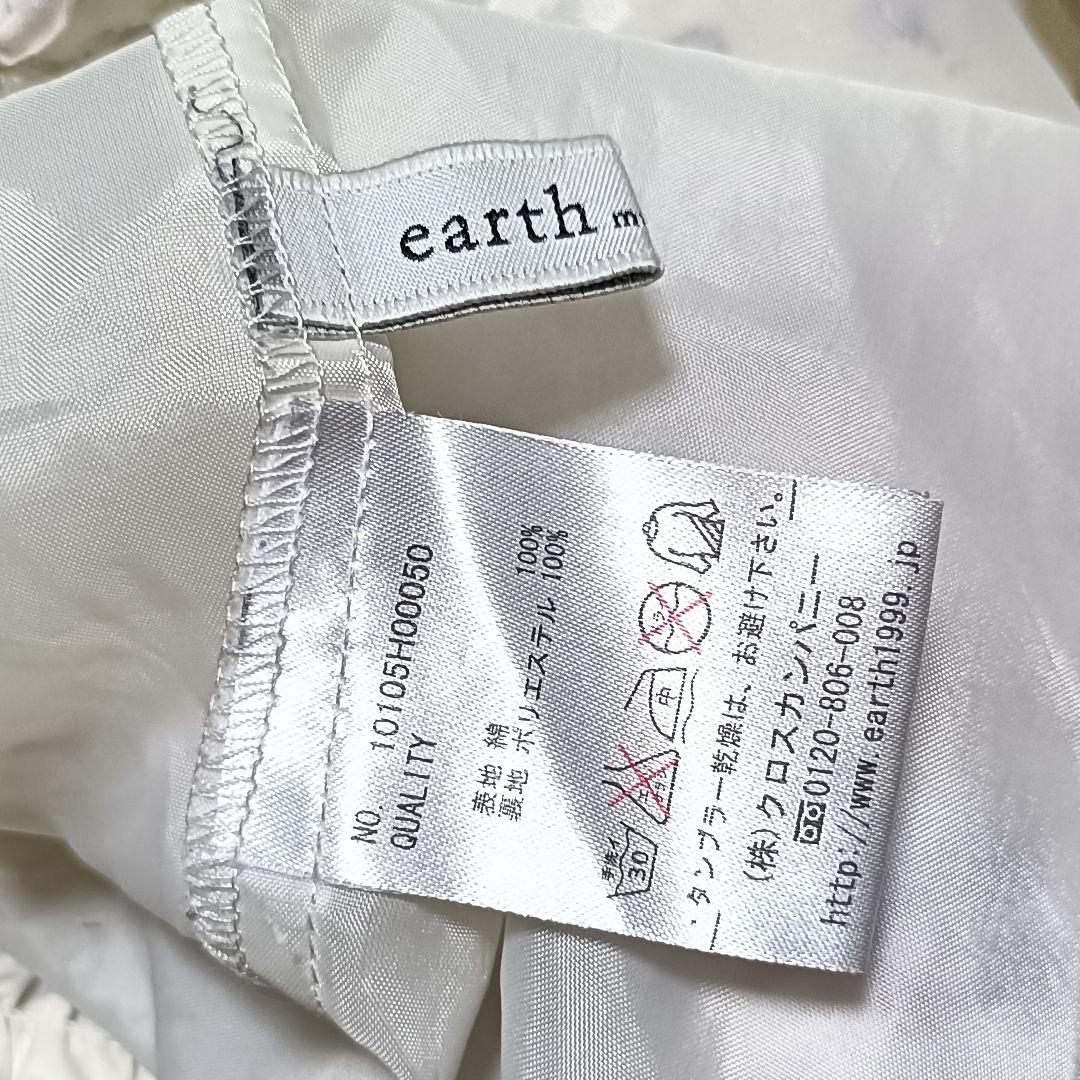 earth
NO. 10105H00050
QUALITY
表地 綿 100%
裏地 ポリエステル 100%
手洗イ
30
中
タンブラー乾燥は、お避け下さい。
(株)クロスカンパニー
0120-806-008
http://www.earth1999.jp